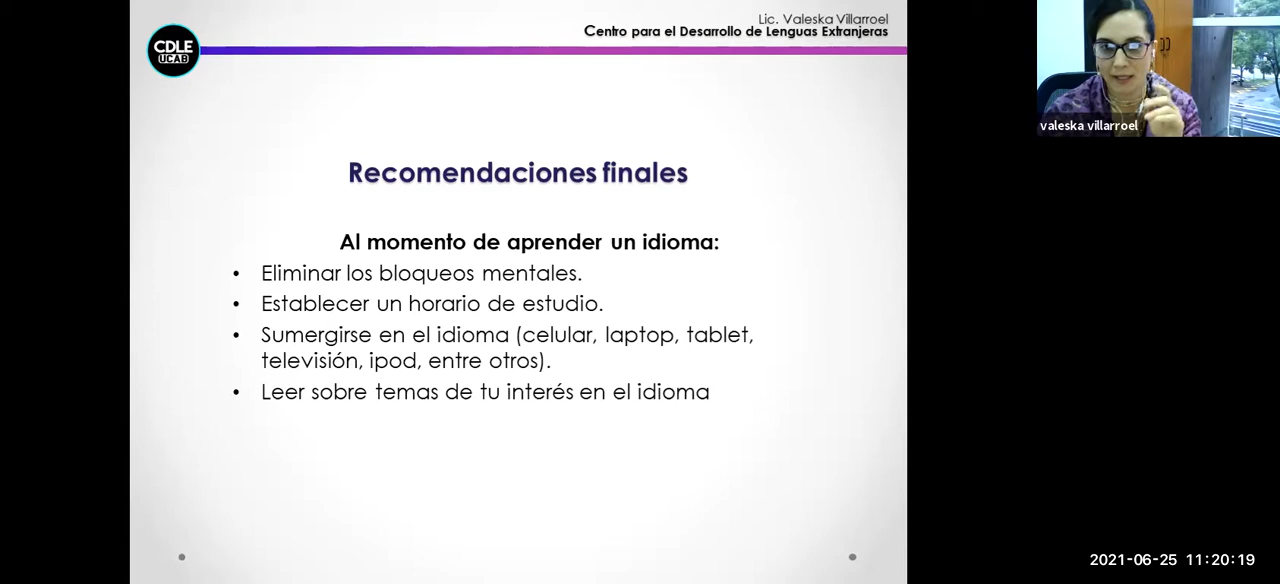 Lic. Valeska Villarroel
Centro para el Desarrollo de Lenguas Extranjeras
CDLE
UCAB
valeska villarroel
Recomendaciones finales
Al momento de aprender un idioma:
• Eliminar los bloqueos mentales.
• Establecer un horario de estudio.
• Sumergirse en el idioma (celular, laptop, tablet,
televisión, ipod, entre otros).
• Leer sobre temas de tu interés en el idioma
2021-06-25 11:20:19